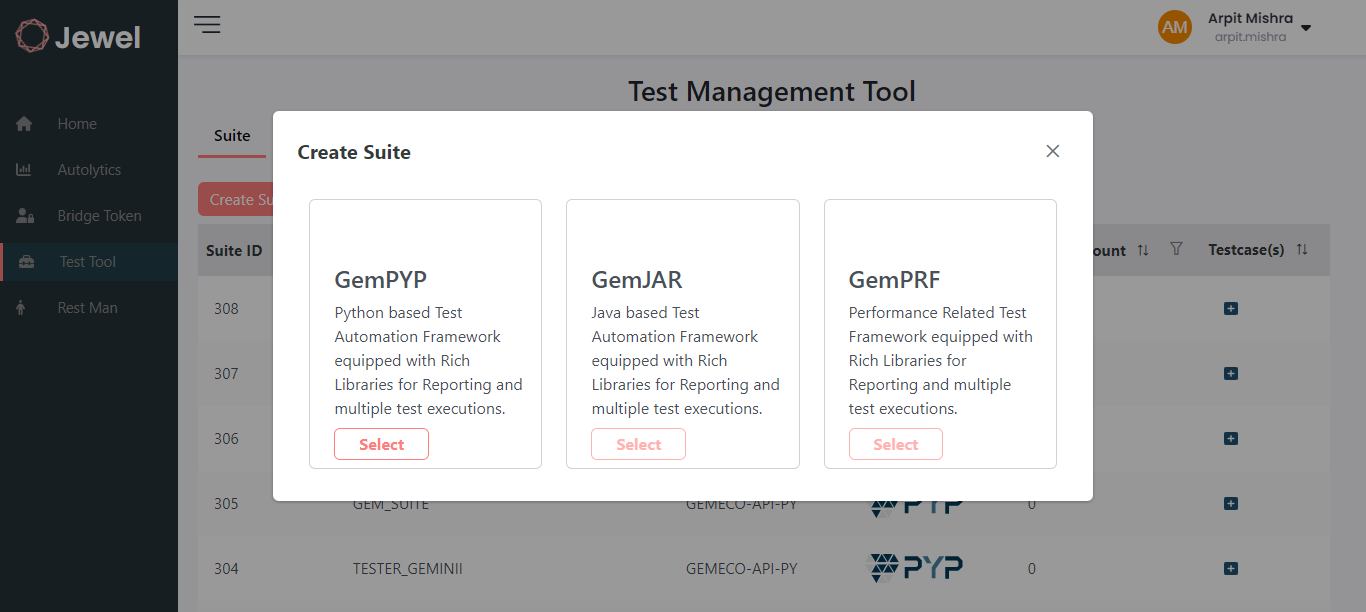 Jewel
AM
Arpit Mishra
arpit.mishra
Home
Autolytics
Bridge Token
Test Tool
Rest Man
Test Management Tool
Suite
Create Suite
Create Su
GemPYP
Python based Test
Automation Framework
equipped with Rich
Libraries for Reporting and
multiple test executions.
Select
GemJAR
Java based Test
Automation Framework
equipped with Rich
Libraries for Reporting and
multiple test executions.
Select
GemPRF
Performance Related Test
Framework equipped with
Rich Libraries for
Reporting and multiple
test executions.
Select
Suite ID ount Testcase(s)
308
307
306
305 GEM_SUITE GEMECO-API-PY PYP 0
304 TESTER_GEMINII GEMECO-API-PY PYP 0